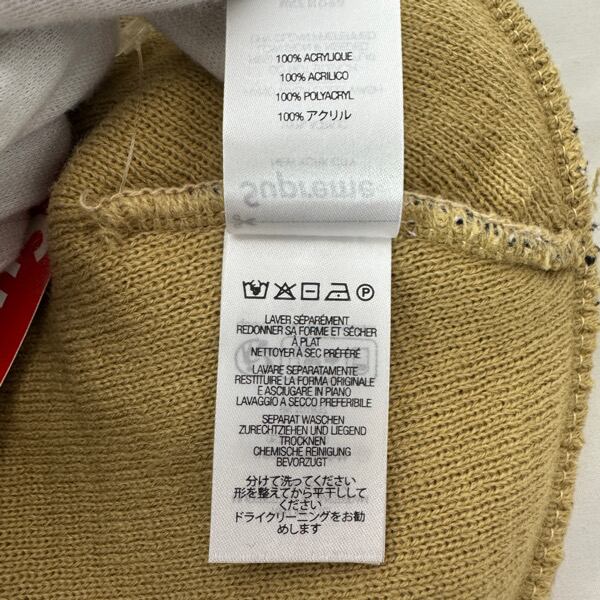 100% ACRYLIQUE
100% ACRILICO
100% POLYACRYL
100% アクリル
NEW YORK CITY
Supreme
P
LAVER SÉPARÉMENT
REDONNER SA FORME ET SÉCHER
À PLAT
NETTOYER À SEC PRÉFÉRÉ
LAVARE SEPARATAMENTE
RESTITUIRE LA FORMA ORIGINALE
E ASCIUGARE IN PIANO
LAVAGGIO A SECCO PREFERIBILE
SEPARAT WASCHEN
ZURECHTZIEHEN UND LIEGEND
TROCKNEN
CHEMISCHE REINIGUNG
BEVORZUGT
分けて洗ってください
形を整えてから平干ししてください
ドライクリーニングをお勧
めします